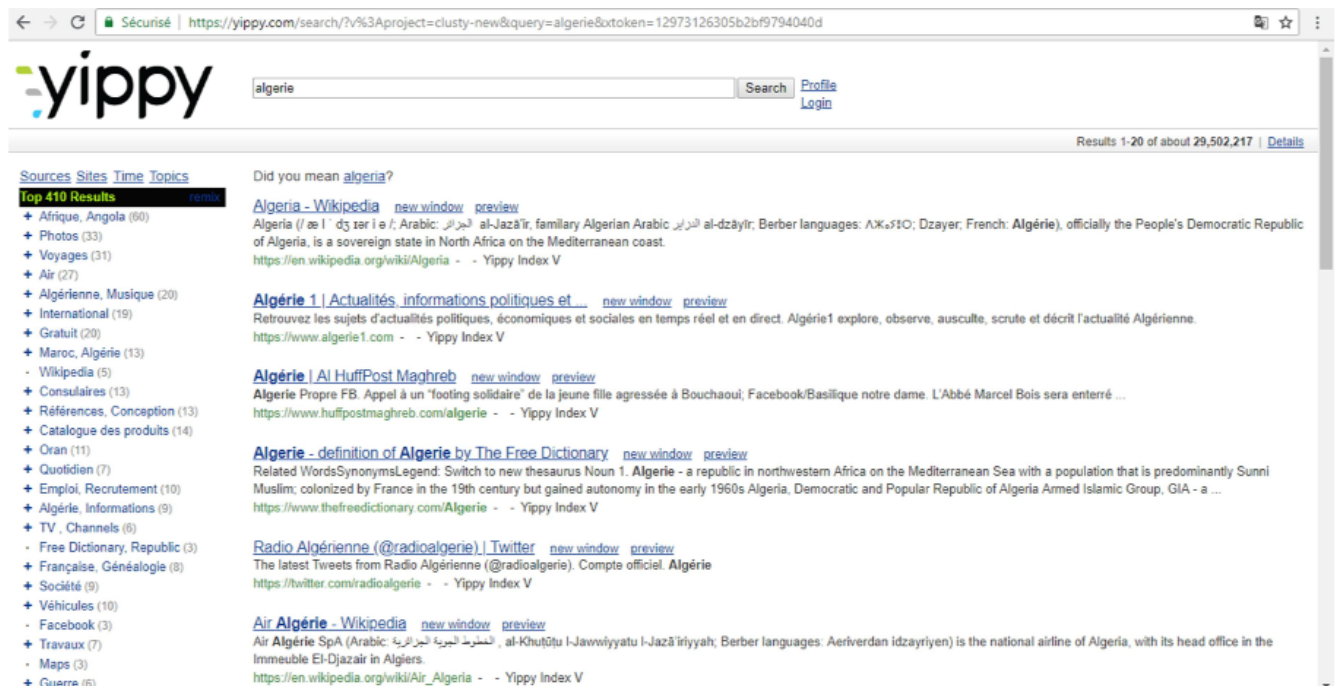 Sécurisé | https://yippy.com/search/?v%3Aproject=clusty-new&query=algerie&xtoken=12973126305b2bf9794040d
yippy
algerie
Search
Profile
Login
Results 1-20 of about 29,502,217 | Details
Sources Sites Time Topics
Top 410 Results remix
+ Afrique, Angola (60)
+ Photos (33)
+ Voyages (31)
+ Air (27)
+ Algérienne, Musique (20)
+ International (19)
+ Gratuit (20)
+ Maroc, Algérie (13)
- Wikipedia (5)
+ Consulaires (13)
+ Références, Conception (13)
+ Catalogue des produits (14)
+ Oran (11)
+ Quotidien (7)
+ Emploi, Recrutement (10)
+ Algérie, Informations (9)
+ TV , Channels (6)
- Free Dictionary, Republic (3)
+ Française, Généalogie (8)
+ Société (9)
+ Véhicules (10)
- Facebook (3)
+ Travaux (7)
- Maps (3)
+ Guerre (6)
Did you mean algeria?
Algeria - Wikipedia new window preview
Algeria (/ æ l ˈ dʒ ɪər i ə /; Arabic: الجزائر al-Jazā'ir, familary Algerian Arabic الدزاير al-dzāyīr; Berber languages: ⴷⵣⴰⵢⴻⵔ; Dzayer; French: Algérie), officially the People's Democratic Republic
of Algeria, is a sovereign state in North Africa on the Mediterranean coast.
https://en.wikipedia.org/wiki/Algeria - - Yippy Index V
Algérie 1 | Actualités, informations politiques et ... new window preview
Retrouvez les sujets d'actualités politiques, économiques et sociales en temps réel et en direct. Algérie1 explore, observe, ausculte, scrute et décrit l'actualité Algérienne.
https://www.algerie1.com - - Yippy Index V
Algérie | Al HuffPost Maghreb new window preview
Algerie Propre FB. Appel à un "footing solidaire" de la jeune fille agressée à Bouchaoui; Facebook/Basilique notre dame. L'Abbé Marcel Bois sera enterré ...
https://www.huffpostmaghreb.com/algerie - - Yippy Index V
Algerie - definition of Algerie by The Free Dictionary new window preview
Related WordsSynonymsLegend: Switch to new thesaurus Noun 1. Algerie - a republic in northwestern Africa on the Mediterranean Sea with a population that is predominantly Sunni
Muslim; colonized by France in the 19th century but gained autonomy in the early 1960s Algeria, Democratic and Popular Republic of Algeria Armed Islamic Group, GIA - a ...
https://www.thefreedictionary.com/Algerie - - Yippy Index V
Radio Algérienne (@radioalgerie) | Twitter new window preview
The latest Tweets from Radio Algérienne (@radioalgerie). Compte officiel. Algérie
https://twitter.com/radioalgerie - - Yippy Index V
Air Algérie - Wikipedia new window preview
Air Algérie SpA (Arabic: الخطوط الجوية الجزائرية , al-Khuṭūṭu l-Jawwiyyatu l-Jazā'iriyyah; Berber languages: Aeriverdan idzayriyen) is the national airline of Algeria, with its head office in the
Immeuble El-Djazair in Algiers.
https://en.wikipedia.org/wiki/Air_Algeria - - Yippy Index V